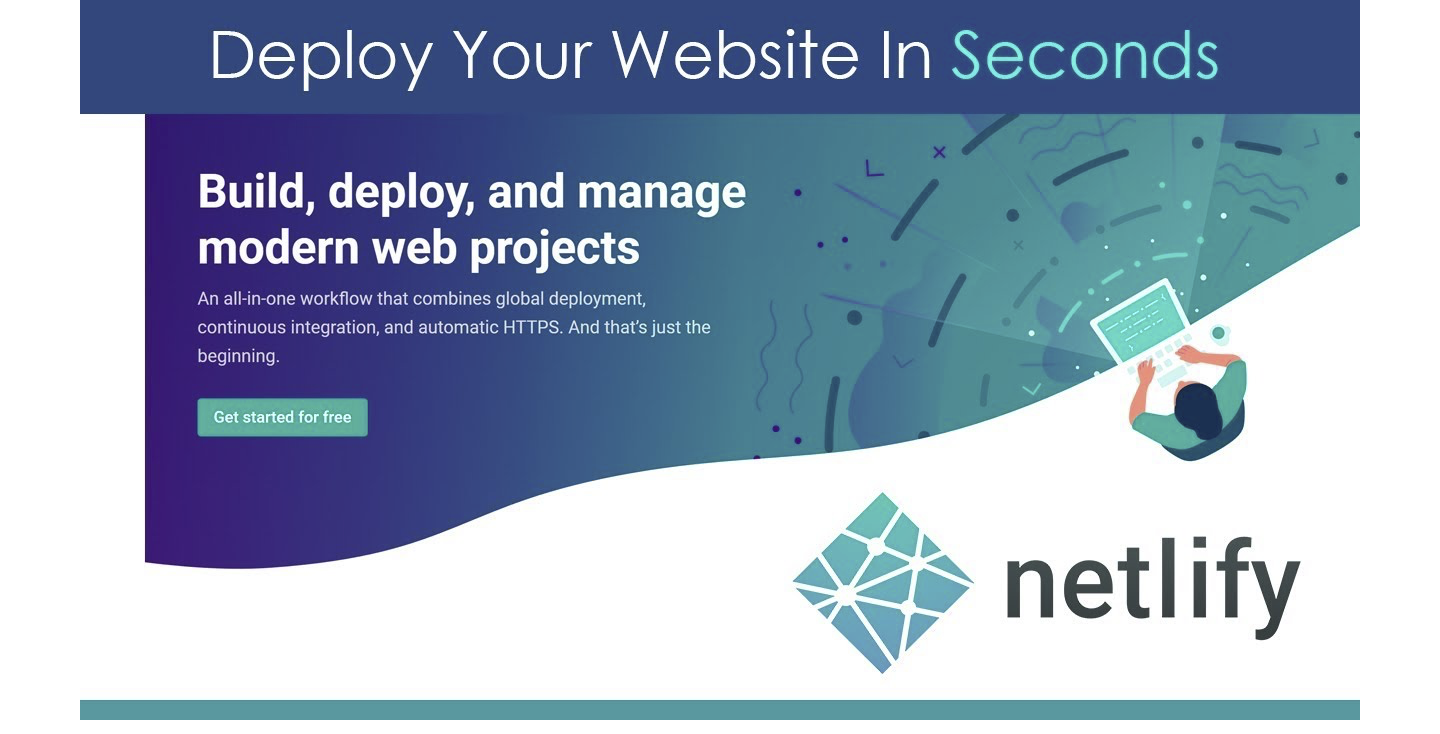 Deploy Your Website In Seconds
Build, deploy, and manage
modern web projects
An all-in-one workflow that combines global deployment,
continuous integration, and automatic HTTPS. And that’s just the
beginning.
Get started for free
netlify